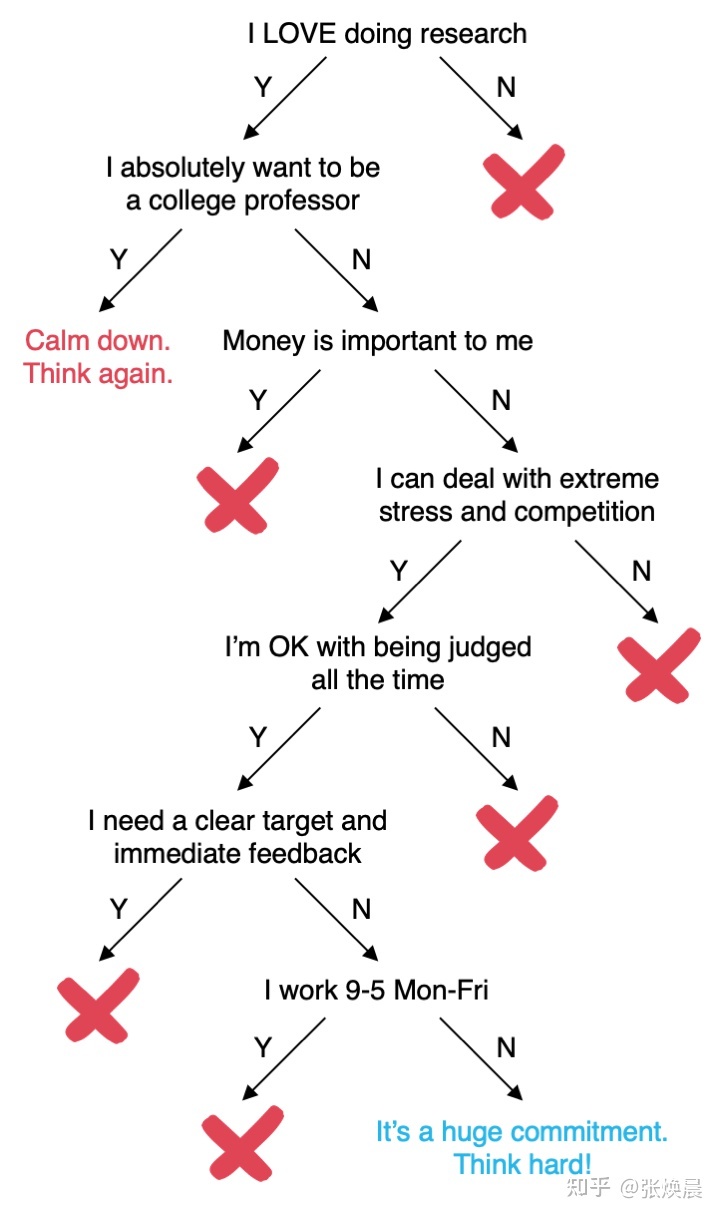 I LOVE doing research
Y
N
I absolutely want to be
a college professor
Y
N
Calm down.
Think again.
Money is important to me
Y
N
I can deal with extreme
stress and competition
Y
N
I’m OK with being judged
all the time
Y
N
I need a clear target and
immediate feedback
Y
N
I work 9-5 Mon-Fri
Y
N
It’s a huge commitment.
Think hard!
知乎 @张焕晨